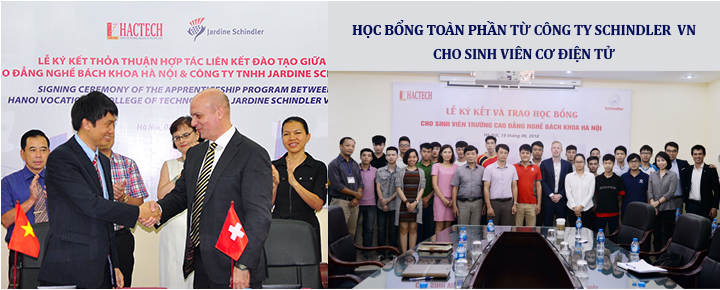 HACTECH
Jardine Schindler
LỄ KÝ KẾT THỎA THUẬN HỢP TÁC LIÊN KẾT ĐÀO TẠO GIỮA
O ĐẲNG NGHỀ BÁCH KHOA HÀ NỘI & CÔNG TY TNHH JARDINE SCH
SIGNING CEREMONY OF THE APPRENTICESHIP PROGRAM BETWEEN
HANOI VOCATIONAL COLLEGE OF TECHNOLOGY JARDINE SCHINDLER V
Hà Nội,
HỌC BỔNG TOÀN PHẦN TỪ CÔNG TY SCHINDLER VN
CHO SINH VIÊN CƠ ĐIỆN TỬ
HACTECH
Schindler
LỄ KÝ KẾT VÀ TRAO HỌC BỔNG
CHO SINH VIÊN TRƯỜNG CAO ĐẲNG NGHỀ BÁCH KHOA HÀ NỘI